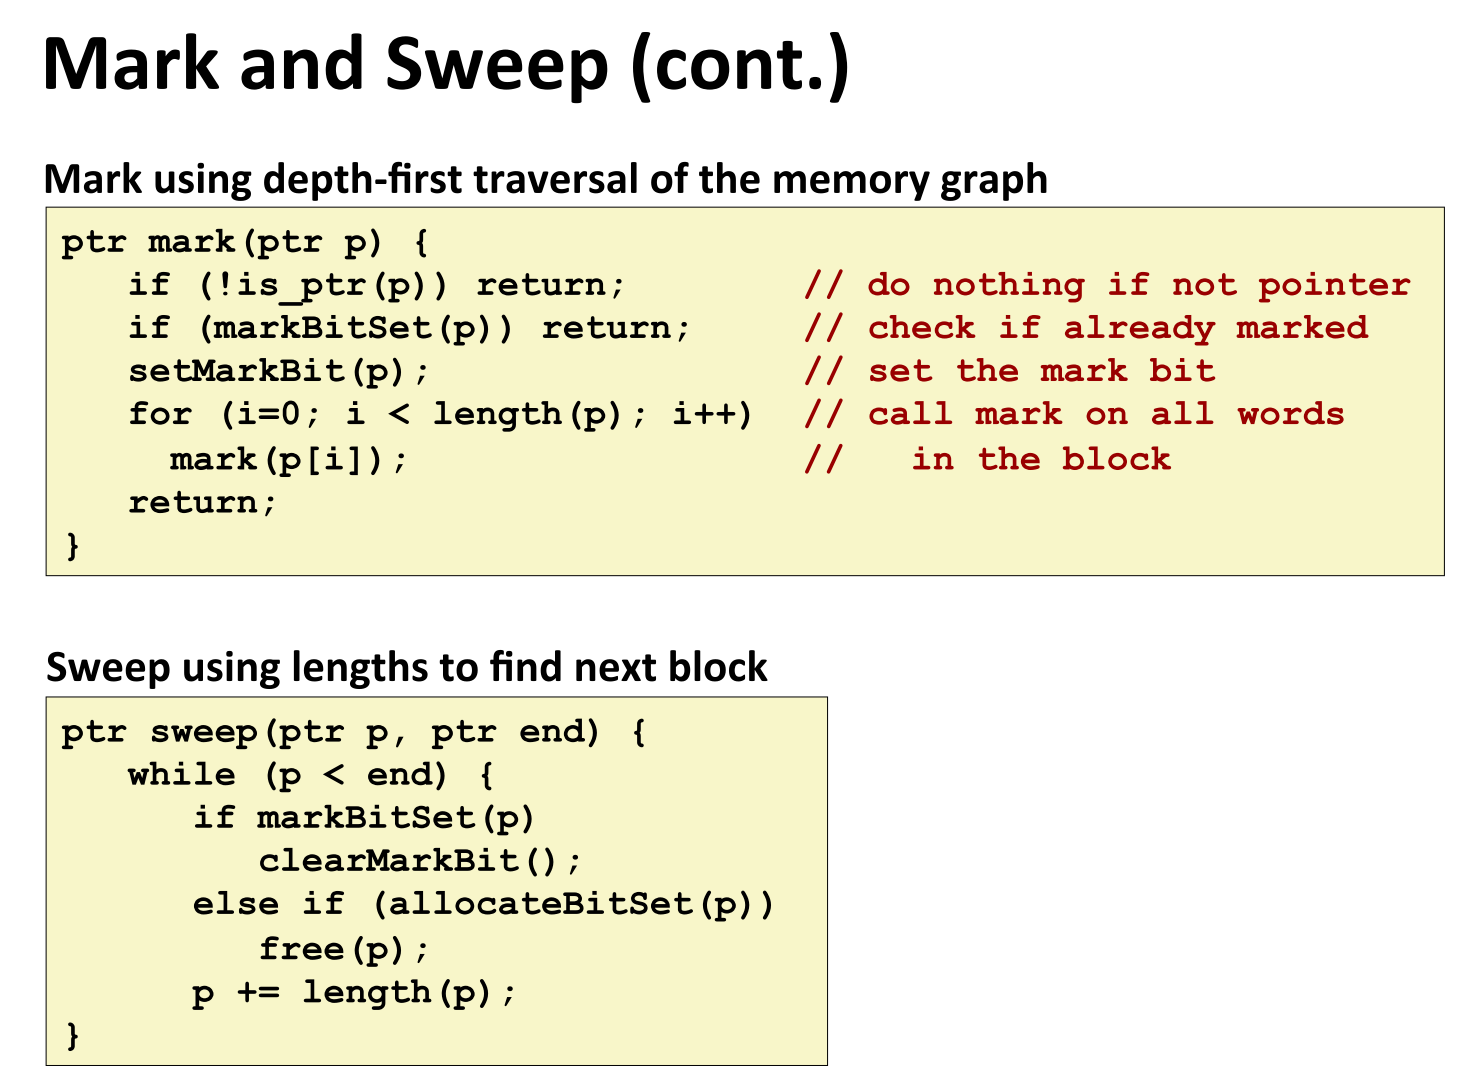 Mark and Sweep (cont.)
Mark using depth-first traversal of the memory graph
ptr mark(ptr p) {
   if (!is_ptr(p)) return;        // do nothing if not pointer
   if (markBitSet(p)) return;     // check if already marked
   setMarkBit(p);                 // set the mark bit
   for (i=0; i < length(p); i++)  // call mark on all words
     mark(p[i]);                  //   in the block
   return;
}
Sweep using lengths to find next block
ptr sweep(ptr p, ptr end) {
   while (p < end) {
      if markBitSet(p)
         clearMarkBit();
      else if (allocateBitSet(p))
         free(p);
      p += length(p);
}